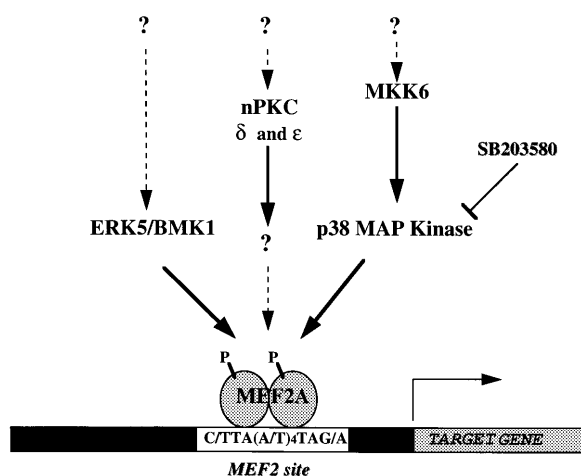 ? ? ?
nPKC
δ and ε
MKK6
SB203580
ERK5/BMK1
p38 MAP Kinase
?
P P
MEF2A
C/TTA(A/T)4TAG/A
TARGET GENE
MEF2 site